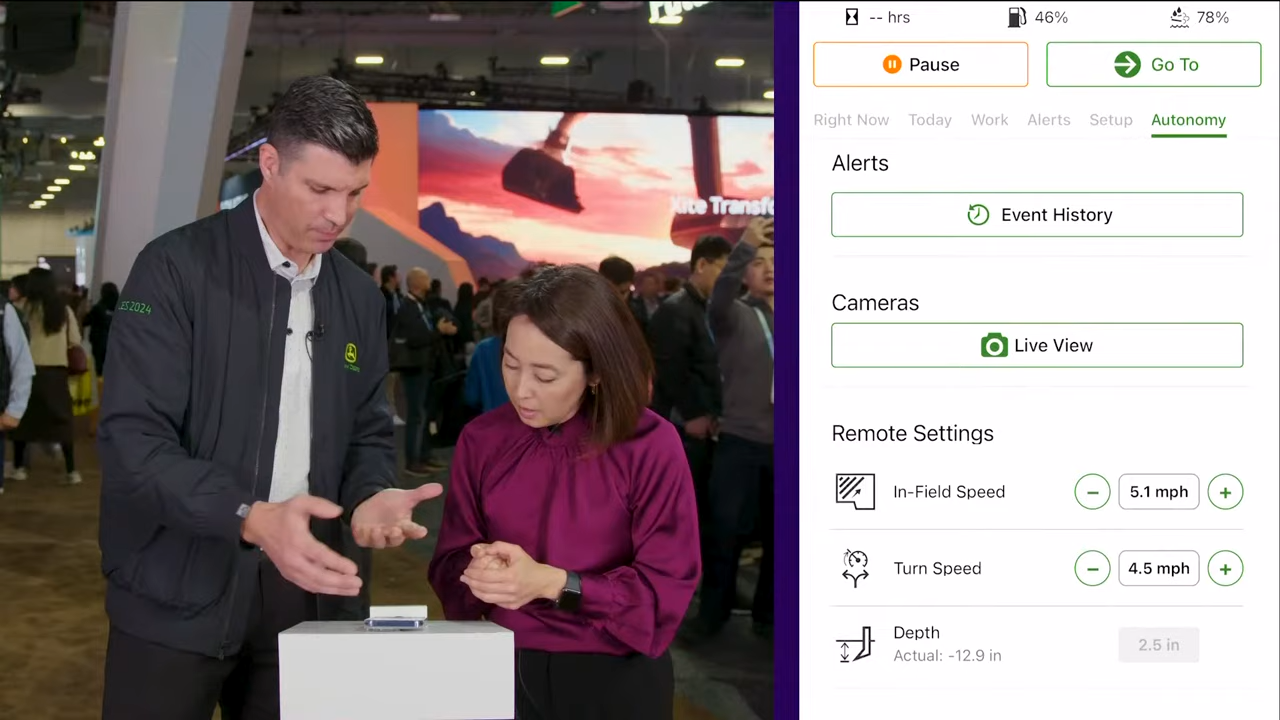 -- hrs
46%
78%
Pause
Go To
Right Now
Today
Work
Alerts
Setup
Autonomy
Alerts
Event History
Cameras
Live View
Remote Settings
In-Field Speed
5.1 mph
Turn Speed
4.5 mph
Depth
Actual: -12.9 in
2.5 in